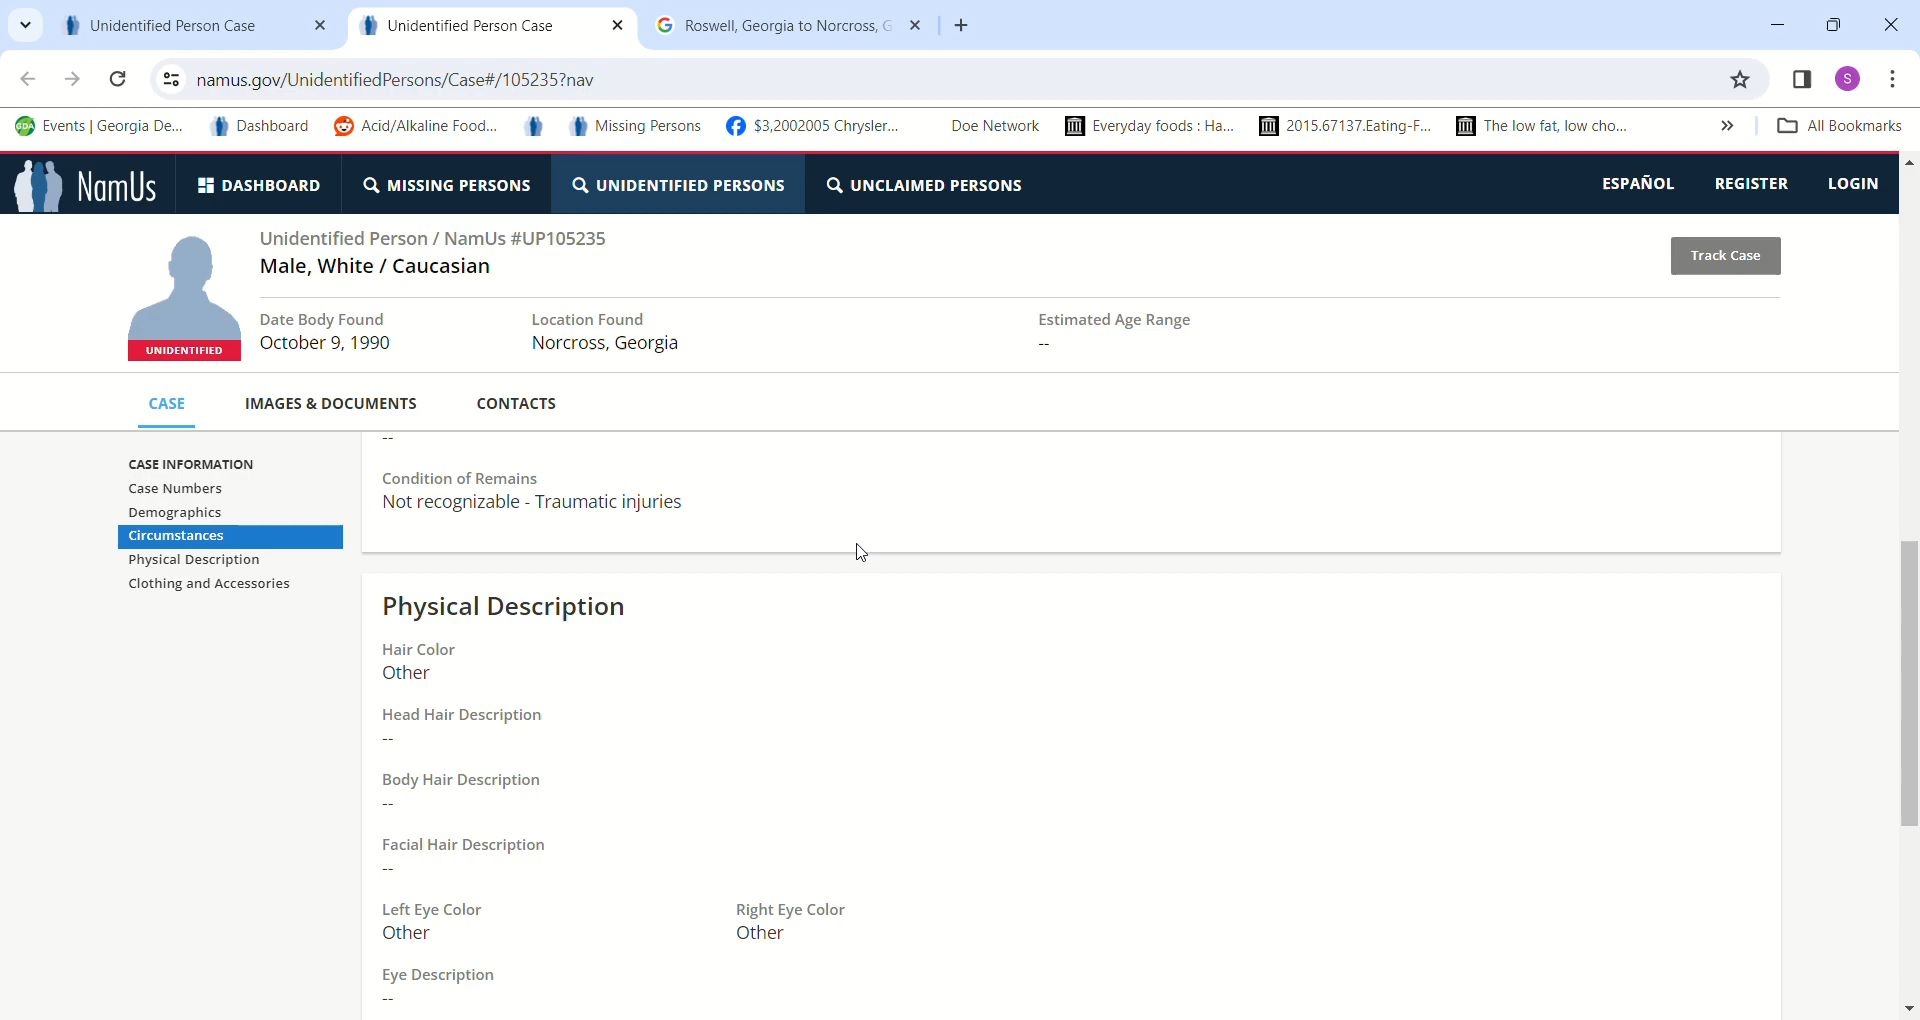 Unidentified Person Case
Unidentified Person Case
Roswell, Georgia to Norcross, G
namus.gov/UnidentifiedPersons/Case#/105235?nav
S
GDA Events | Georgia De...
Dashboard
Acid/Alkaline Food...
Missing Persons
$3,2002005 Chrysler...
Doe Network
Everyday foods : Ha...
2015.67137.Eating-F...
The low fat, low cho...
All Bookmarks
NamUs
DASHBOARD
MISSING PERSONS
UNIDENTIFIED PERSONS
UNCLAIMED PERSONS
ESPAÑOL
REGISTER
LOGIN
Unidentified Person / NamUs #UP105235
Male, White / Caucasian
Track Case
UNIDENTIFIED
Date Body Found
October 9, 1990
Location Found
Norcross, Georgia
Estimated Age Range
--
CASE
IMAGES & DOCUMENTS
CONTACTS
CASE INFORMATION
Case Numbers
Demographics
Circumstances
Physical Description
Clothing and Accessories
--
Condition of Remains
Not recognizable - Traumatic injuries
Physical Description
Hair Color
Other
Head Hair Description
--
Body Hair Description
--
Facial Hair Description
--
Left Eye Color
Other
Right Eye Color
Other
Eye Description
--